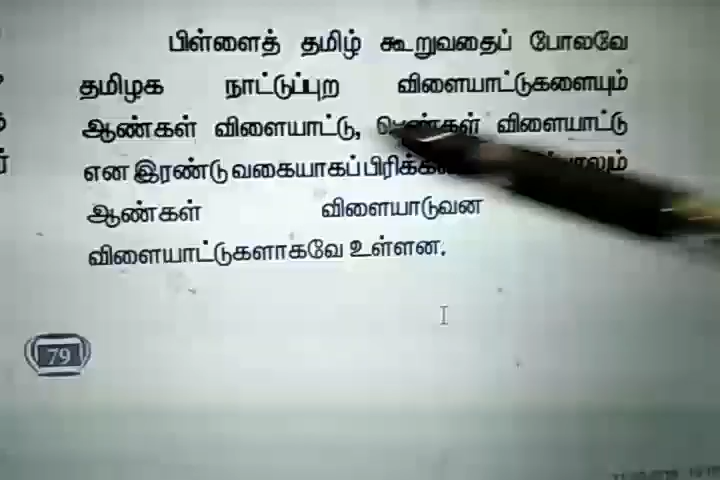 பிள்ளைத் தமிழ் கூறுவதைப் போலவே
தமிழக நாட்டுப்புற விளையாட்டுகளையும்
ஆண்கள் விளையாட்டு, பெண்கள் விளையாட்டு
என இரண்டு வகையாகப்
ஆண்கள் விளையாடுவன
விளையாட்டுகளாகவே உள்ளன.
79